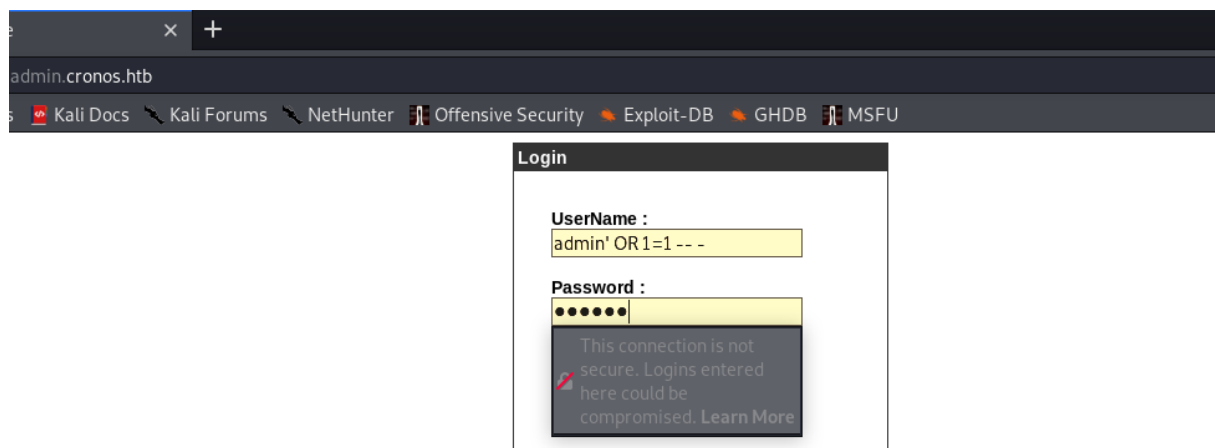 admin.cronos.htb
Kali Docs Kali Forums NetHunter Offensive Security Exploit-DB GHDB MSFU
Login
UserName :
admin' OR 1=1 -- -
Password :
This connection is not
secure. Logins entered
here could be
compromised. Learn More